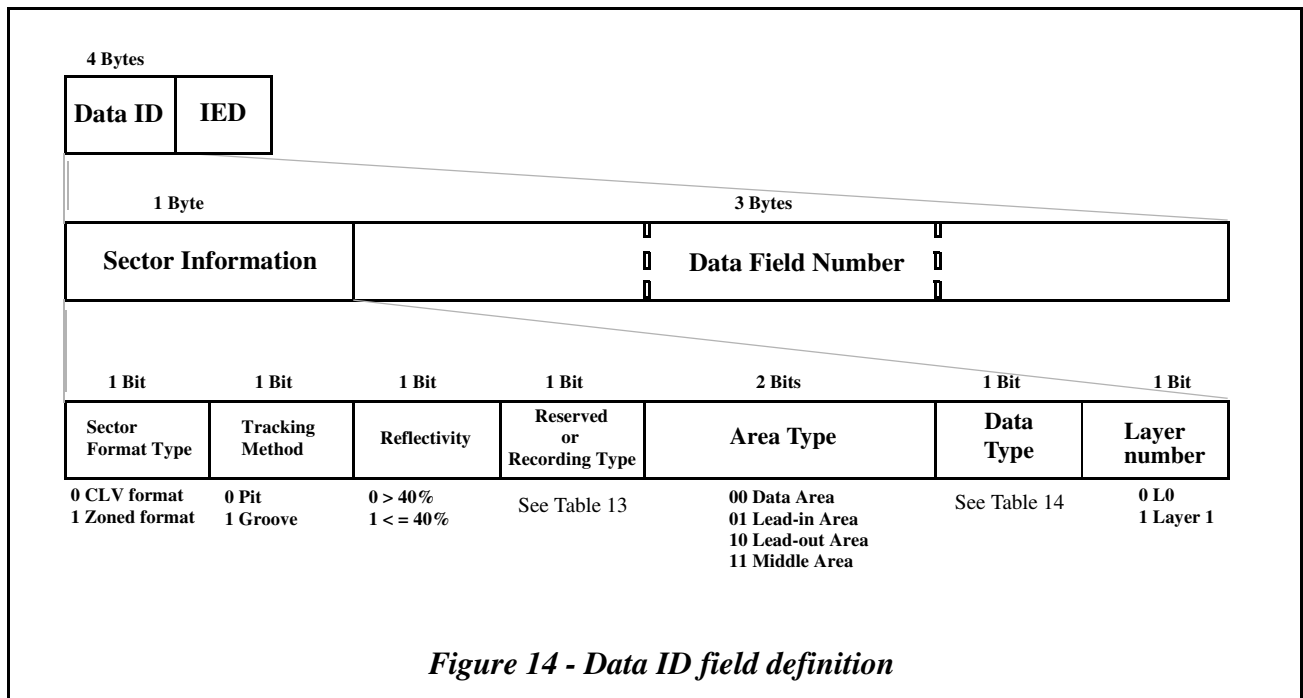 4 Bytes
Data ID IED
1 Byte 3 Bytes
Sector Information Data Field Number
1 Bit 1 Bit 1 Bit 1 Bit 2 Bits 1 Bit 1 Bit
Sector
Format Type
Tracking
Method
Reflectivity
Reserved
or
Recording Type
Area Type
Data
Type
Layer
number
0 CLV format
1 Zoned format
0 Pit
1 Groove
0 > 40%
1 < = 40%
See Table 13
00 Data Area
01 Lead-in Area
10 Lead-out Area
11 Middle Area
See Table 14
0 L0
1 Layer 1
Figure 14 - Data ID field definition